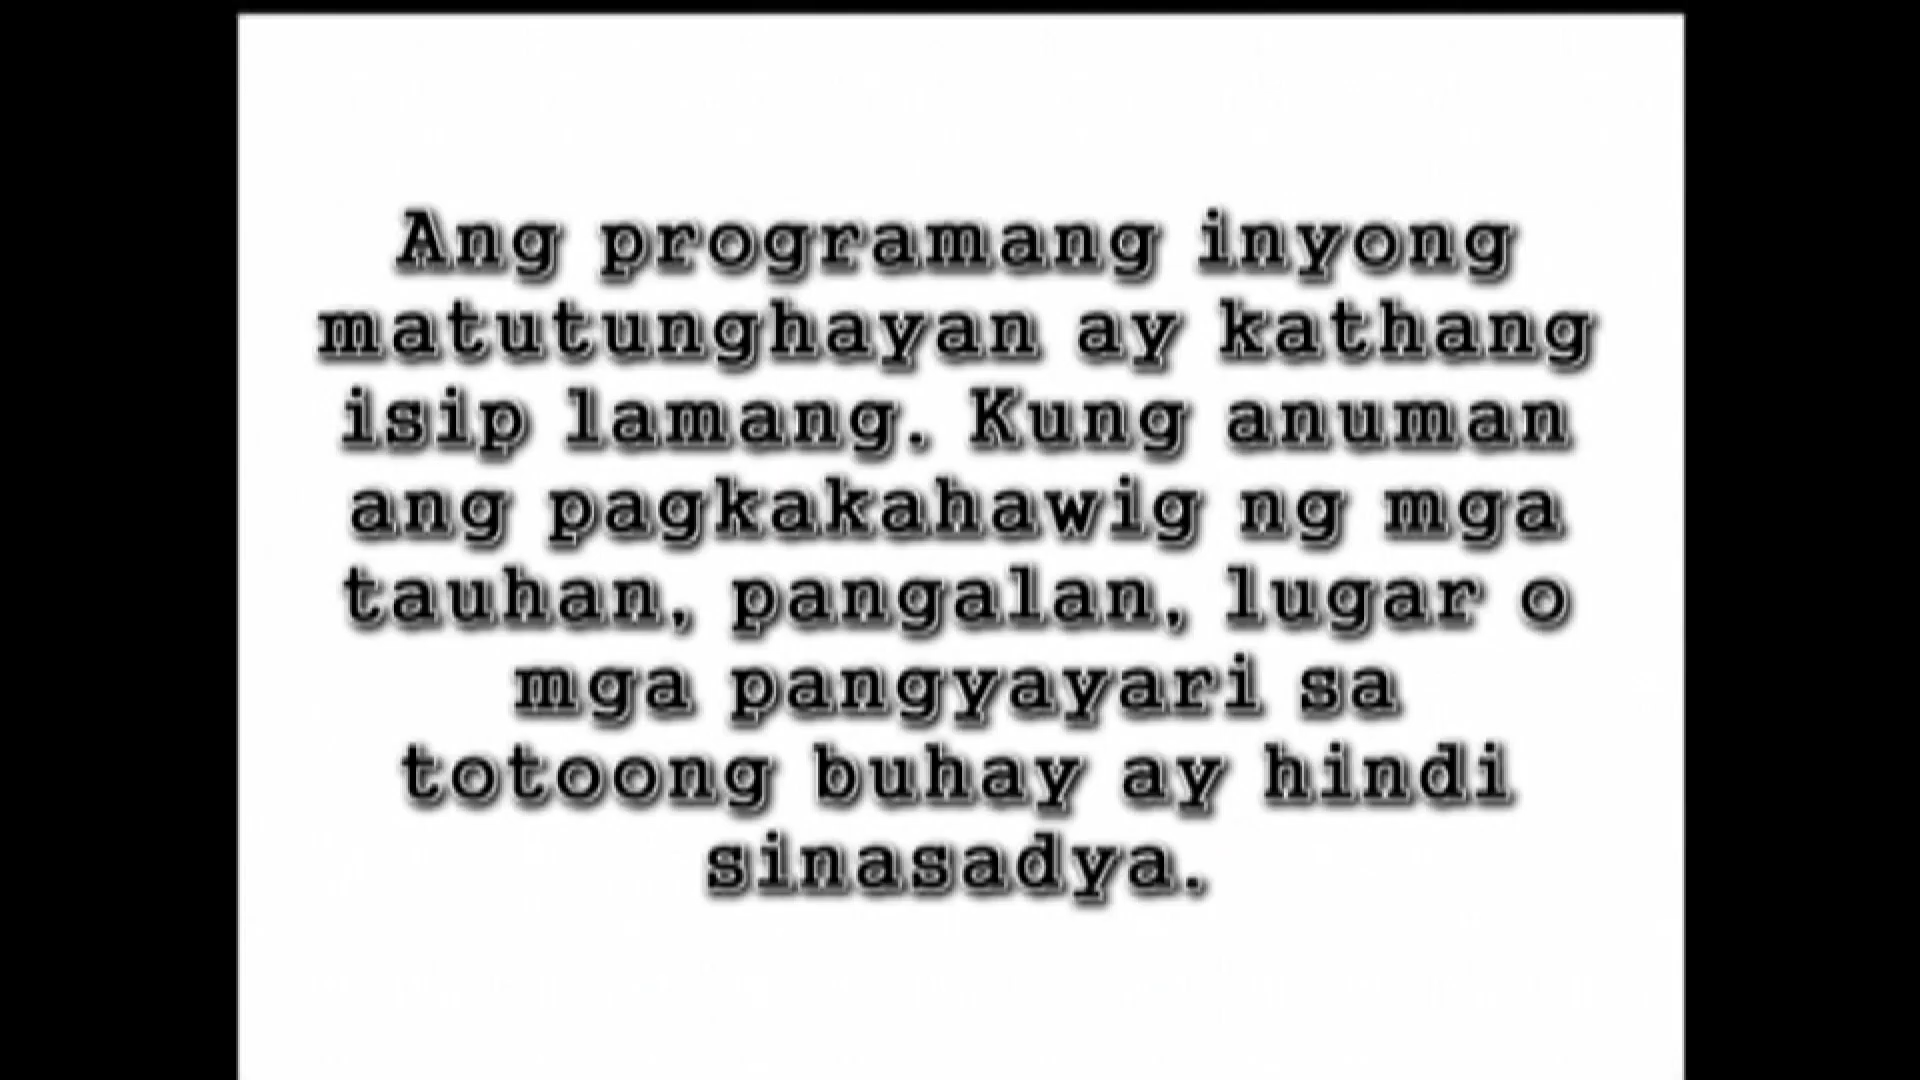 Ang programang inyong
matutunghayan ay kathang
isip lamang. Kung anuman
ang pagkakahawig ng mga
tauhan, pangalan, lugar o
mga pangyayari sa
totoong buhay ay hindi
sinasadya.